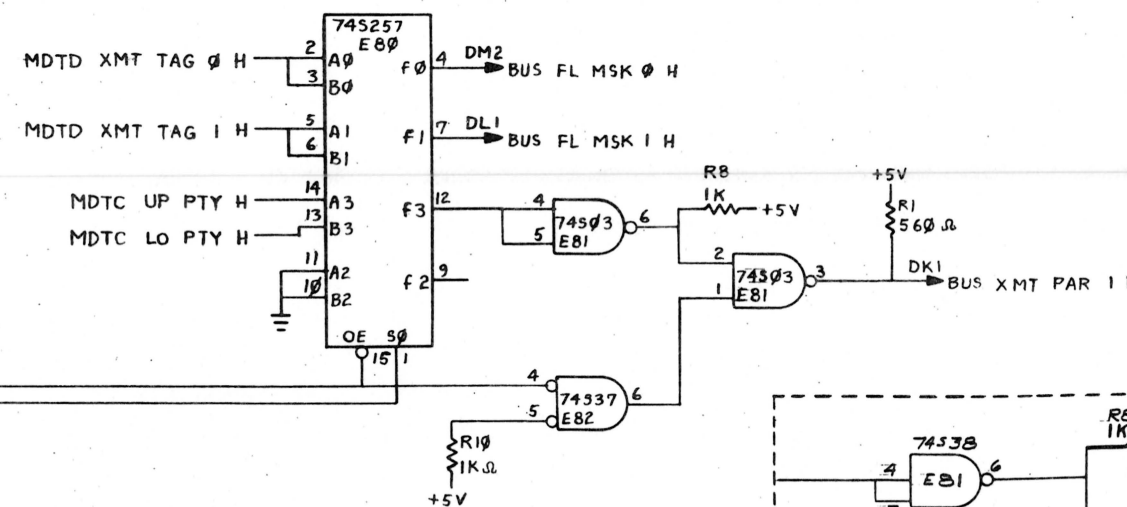 74S257
E8Ø
MDTD XMT TAG Ø H 2 AØ
3 BØ
fØ 4 DM2 BUS FL MSK Ø H
MDTD XMT TAG 1 H 5 A1
6 B1
f1 7 DL1 BUS FL MSK 1 H
MDTC UP PTY H 14 A3
MDTC LO PTY H 13 B3
f3 12
11 A2
10 B2
f2 9
OE SØ
15 1
4 74SØ3 6
5 E81
R8
1K
+5V
+5V
R1
56Ø Ω
2 74SØ3 3
1 E81
DK1 BUS XMT PAR 1
4 74S37 6
5 E82
R1Ø
1KΩ
+5V
74S38
4 E81 6
R8
1K